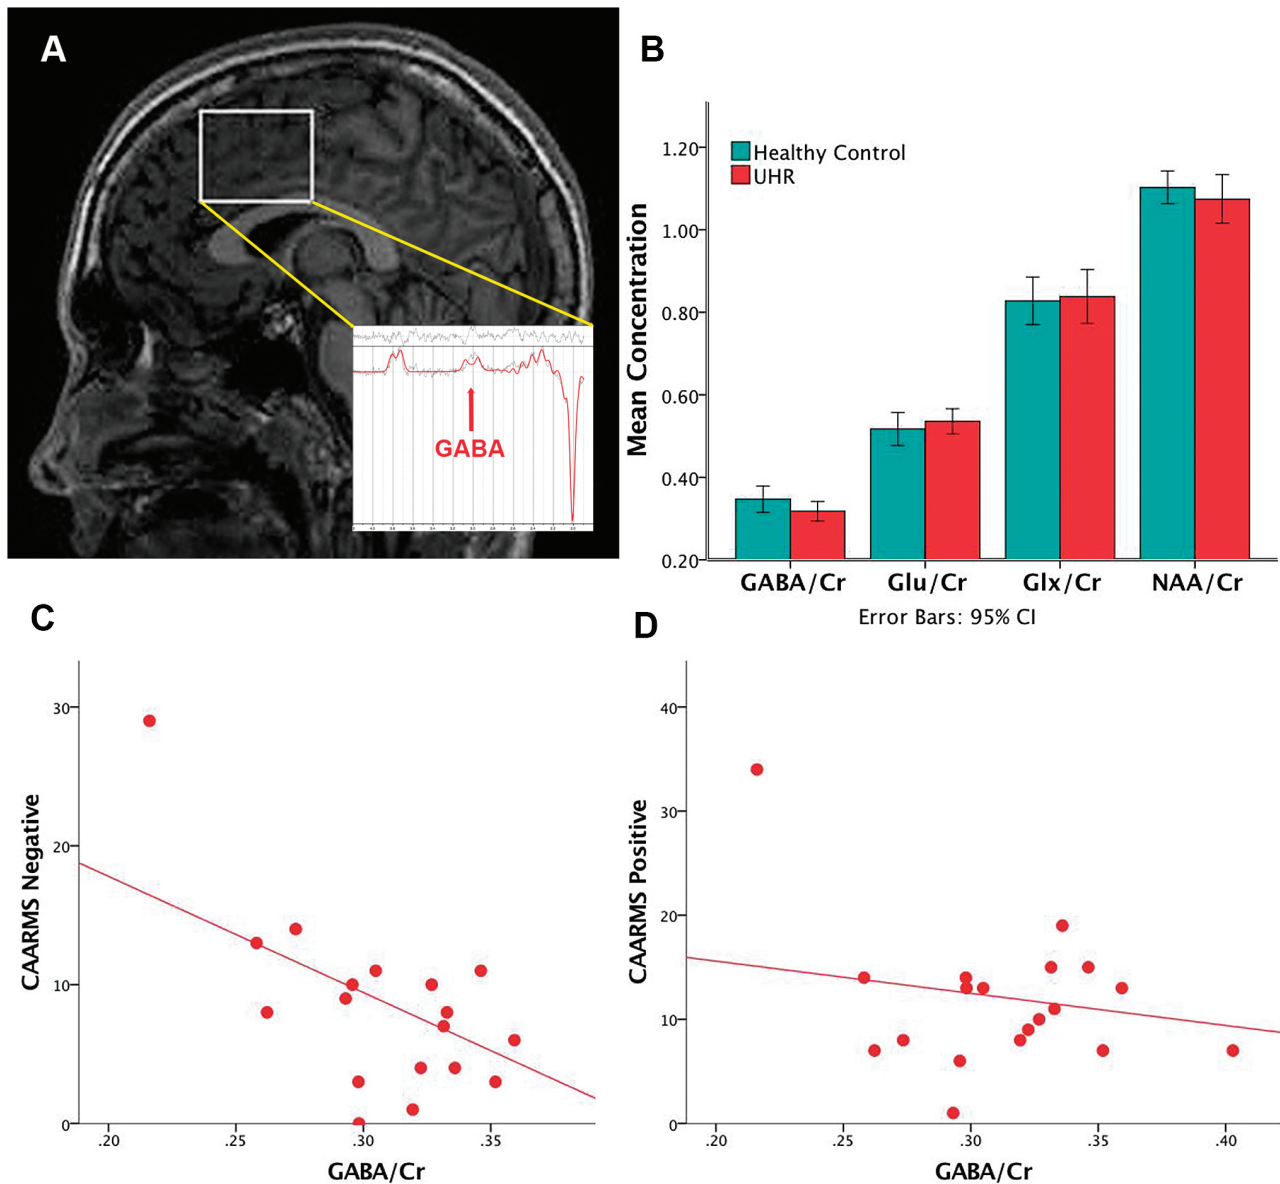 A
GABA
B
Healthy Control
UHR
Mean Concentration
1.20
1.00
0.80
0.60
0.40
0.20
GABA/Cr Glu/Cr Glx/Cr NAA/Cr
Error Bars: 95% CI
C
CAARMS Negative
30
20
10
0
.20 .25 .30 .35
GABA/Cr
D
CAARMS Positive
40
30
20
10
0
.20 .25 .30 .35 .40
GABA/Cr